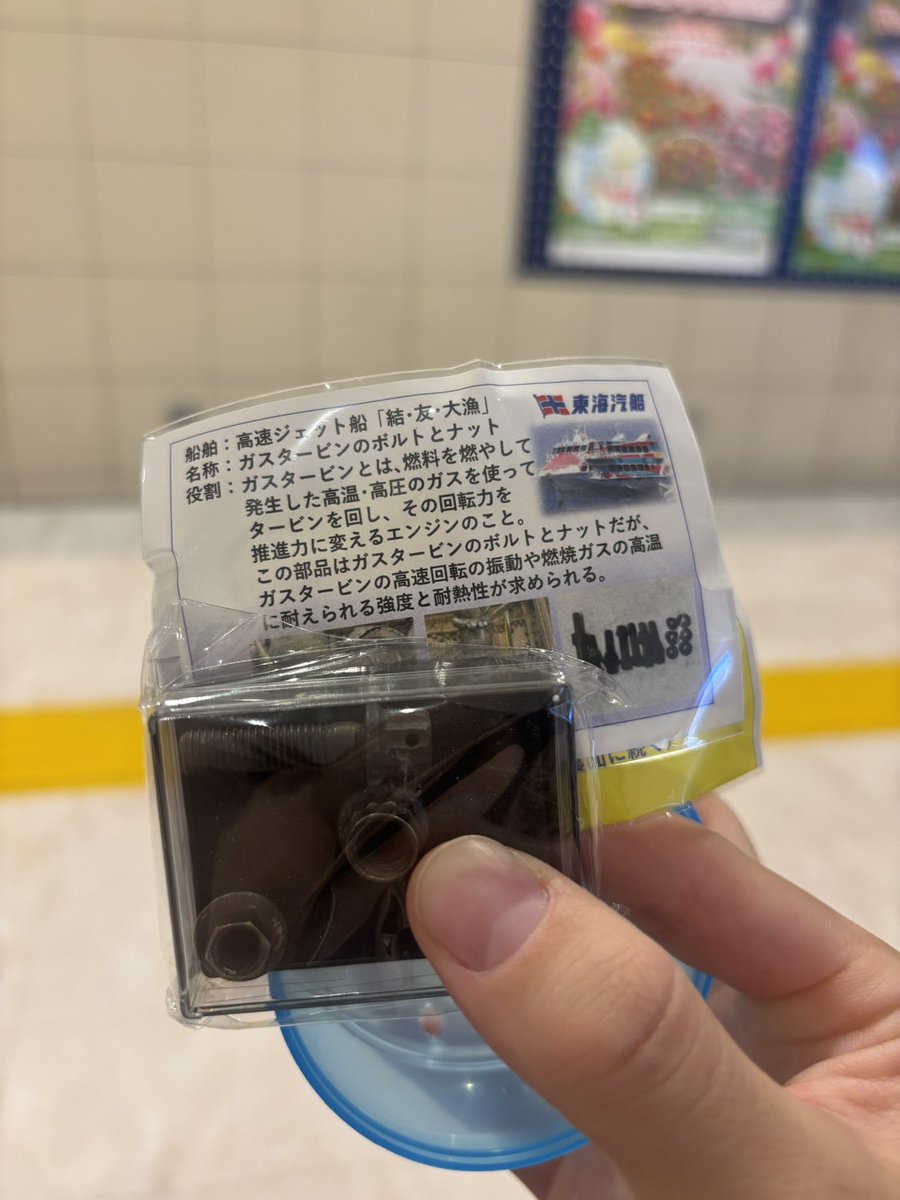 東海汽船
船舶：高速ジェット船「結・友・大漁」
名称：ガスタービンのボルトとナット
役割：ガスタービンとは、燃料を燃やして
発生した高温・高圧のガスを使って
タービンを回し、その回転力を
推進力に変えるエンジンのこと。
この部品はガスタービンのボルトとナットだが、
ガスタービンの高速回転の振動や燃焼ガスの高温
に耐えられる強度と耐熱性が求められる。
に続く